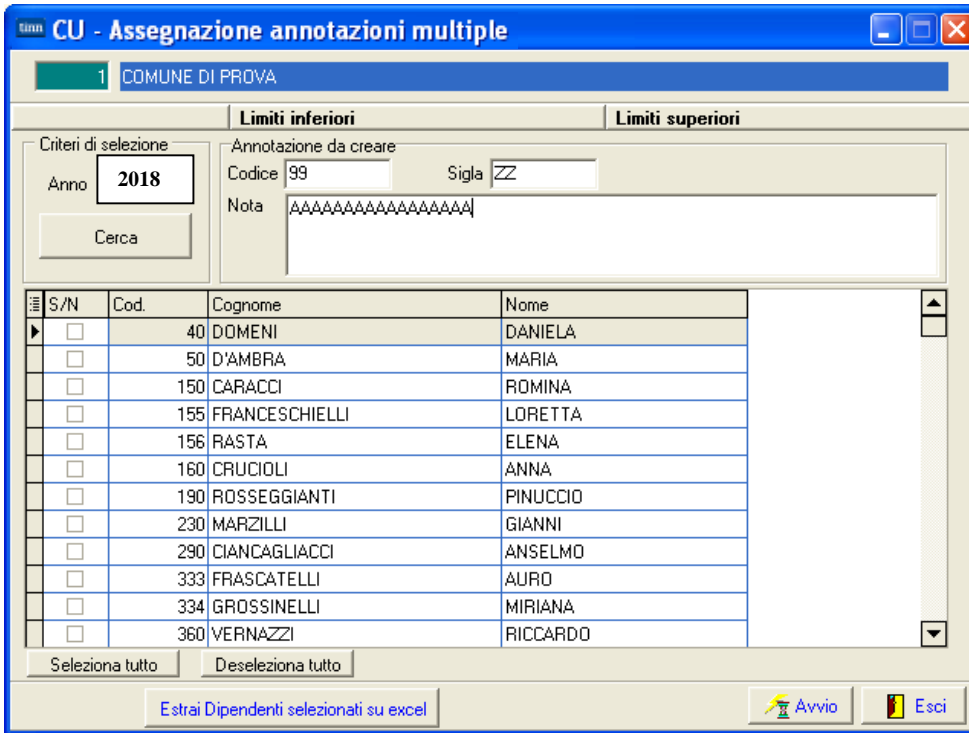 tinn CU - Assegnazione annotazioni multiple
1 COMUNE DI PROVA
Limiti inferiori Limiti superiori
Criteri di selezione Annotazione da creare
Anno 2018 Codice 99 Sigla ZZ
Nota AAAAAAAAAAAAAAAAA
Cerca
S/N Cod. Cognome Nome
40 DOMENI DANIELA
50 D'AMBRA MARIA
150 CARACCI ROMINA
155 FRANCESCHIELLI LORETTA
156 RASTA ELENA
160 CRUCIOLI ANNA
190 ROSSEGGIANTI PINUCCIO
230 MARZILLI GIANNI
290 CIANCAGLIACCI ANSELMO
333 FRASCATELLI AURO
334 GROSSINELLI MIRIANA
360 VERNAZZI RICCARDO
Seleziona tutto Deseleziona tutto
Estrai Dipendenti selezionati su excel Avvio Esci